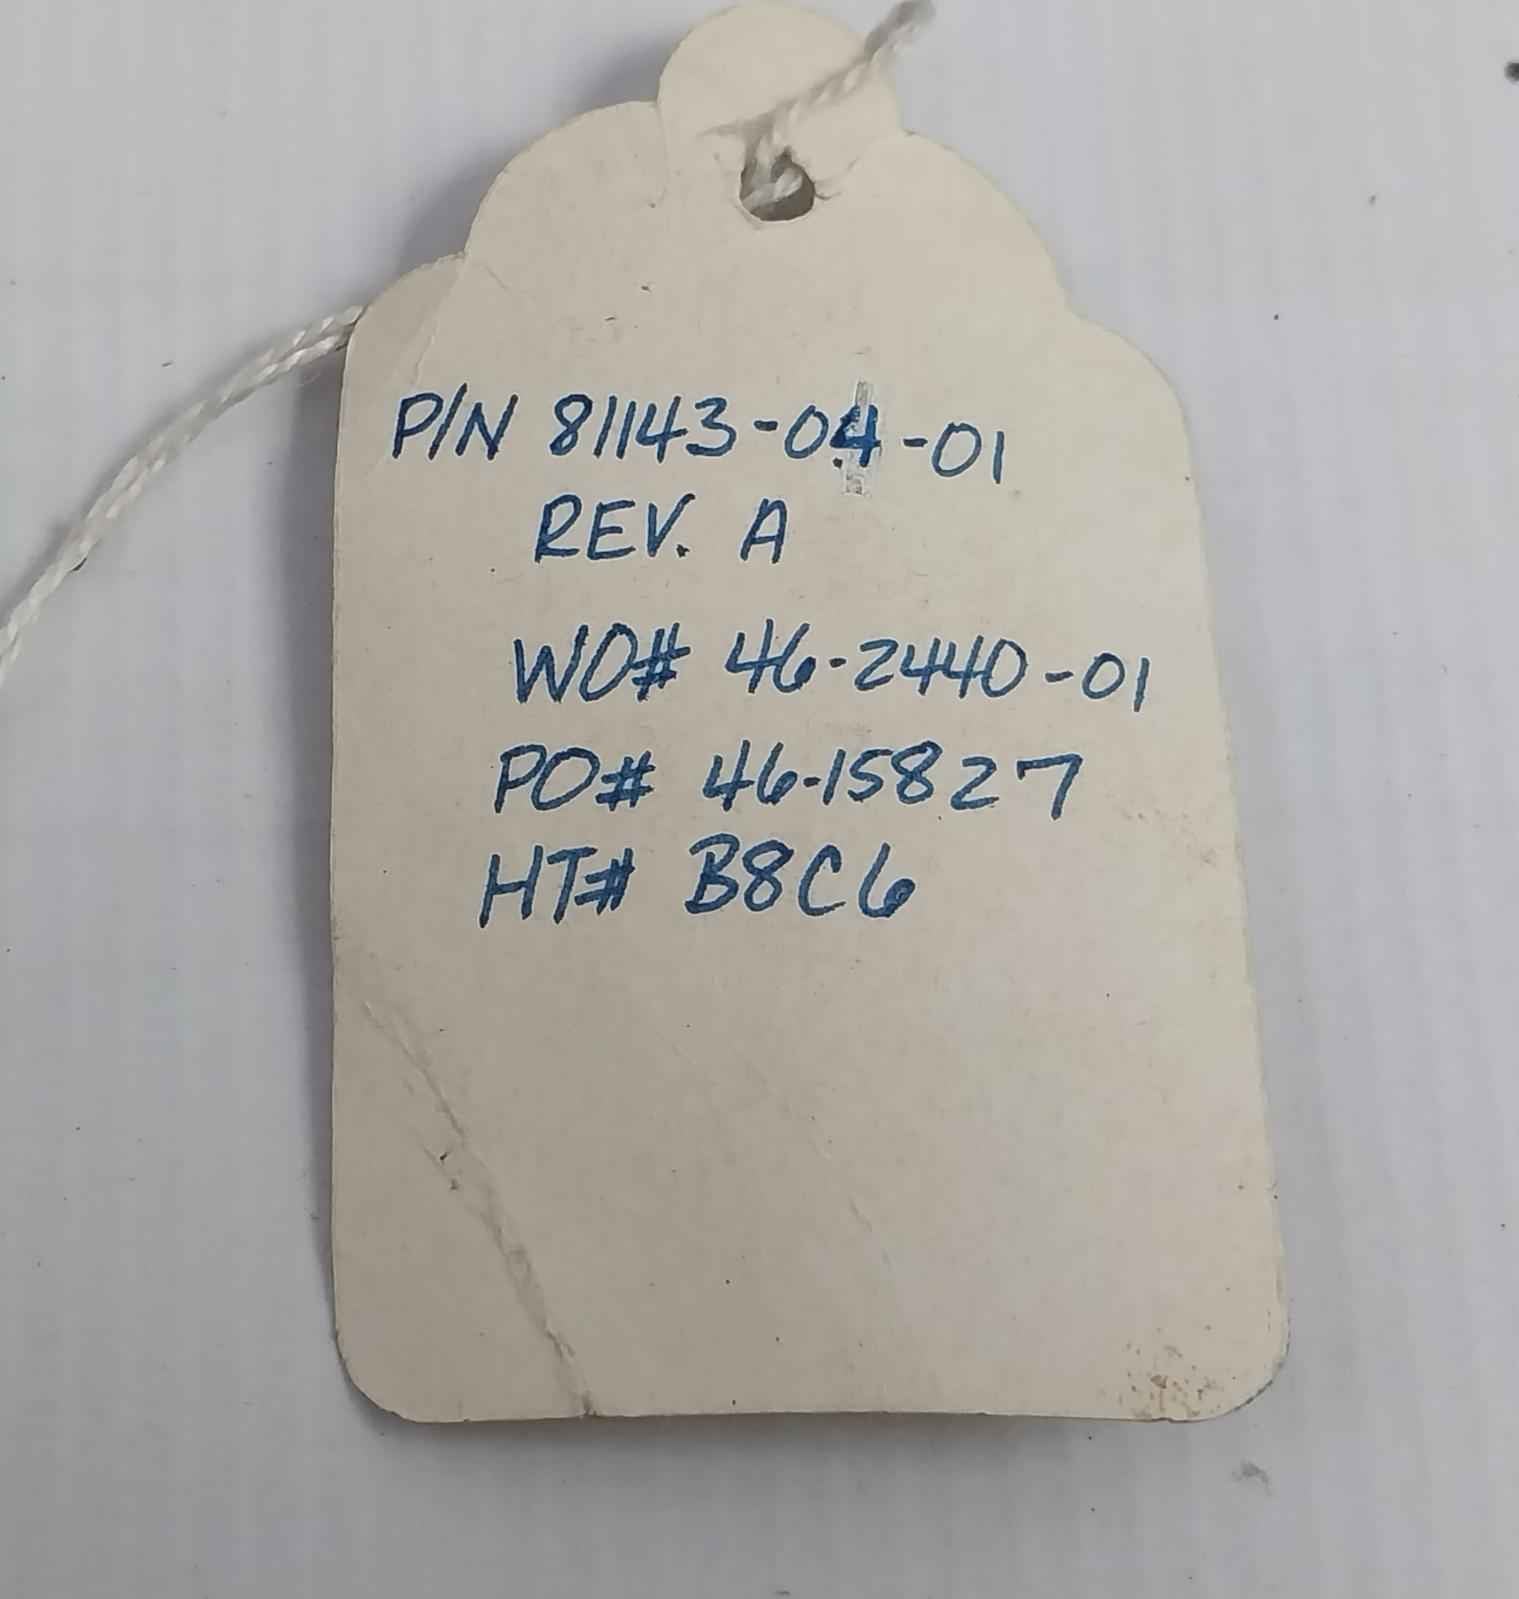 P/N 81143-04-01
REV. A
WO# 46-2440-01
PO# 46-15827
HT# B8C6